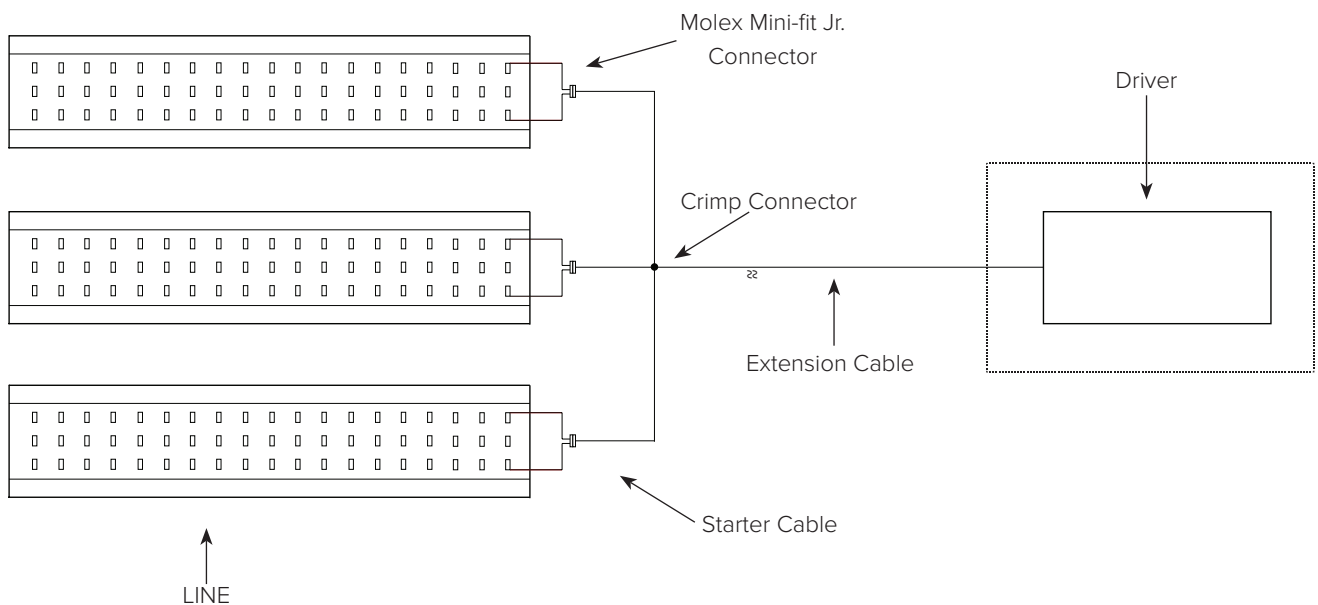 Molex Mini-fit Jr.
Connector
Driver
Crimp Connector
Extension Cable
Starter Cable
LINE